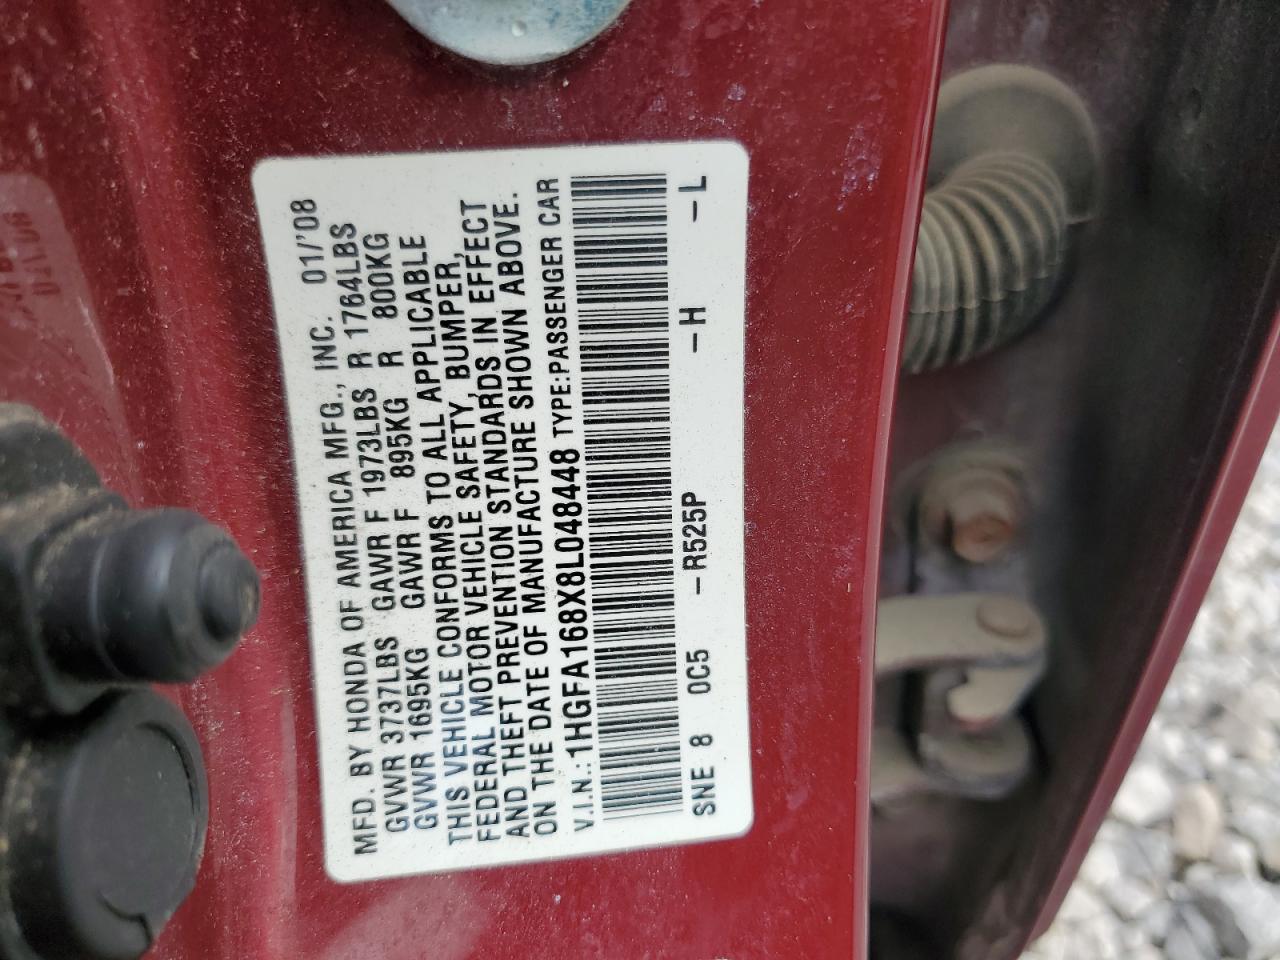 MFD. BY HONDA OF AMERICA MFG., INC. 01/'08
GVWR 3737LBS GAWR F 1973LBS R 1764LBS
GVWR 1695KG GAWR F 895KG R 800KG
THIS VEHICLE CONFORMS TO ALL APPLICABLE
FEDERAL MOTOR VEHICLE SAFETY, BUMPER,
AND THEFT PREVENTION STANDARDS IN EFFECT
ON THE DATE OF MANUFACTURE SHOWN ABOVE.
V.I.N.: 1HGFA168X8L048448 TYPE:PASSENGER CAR
SNE 8 0C5 -R525P -H -L